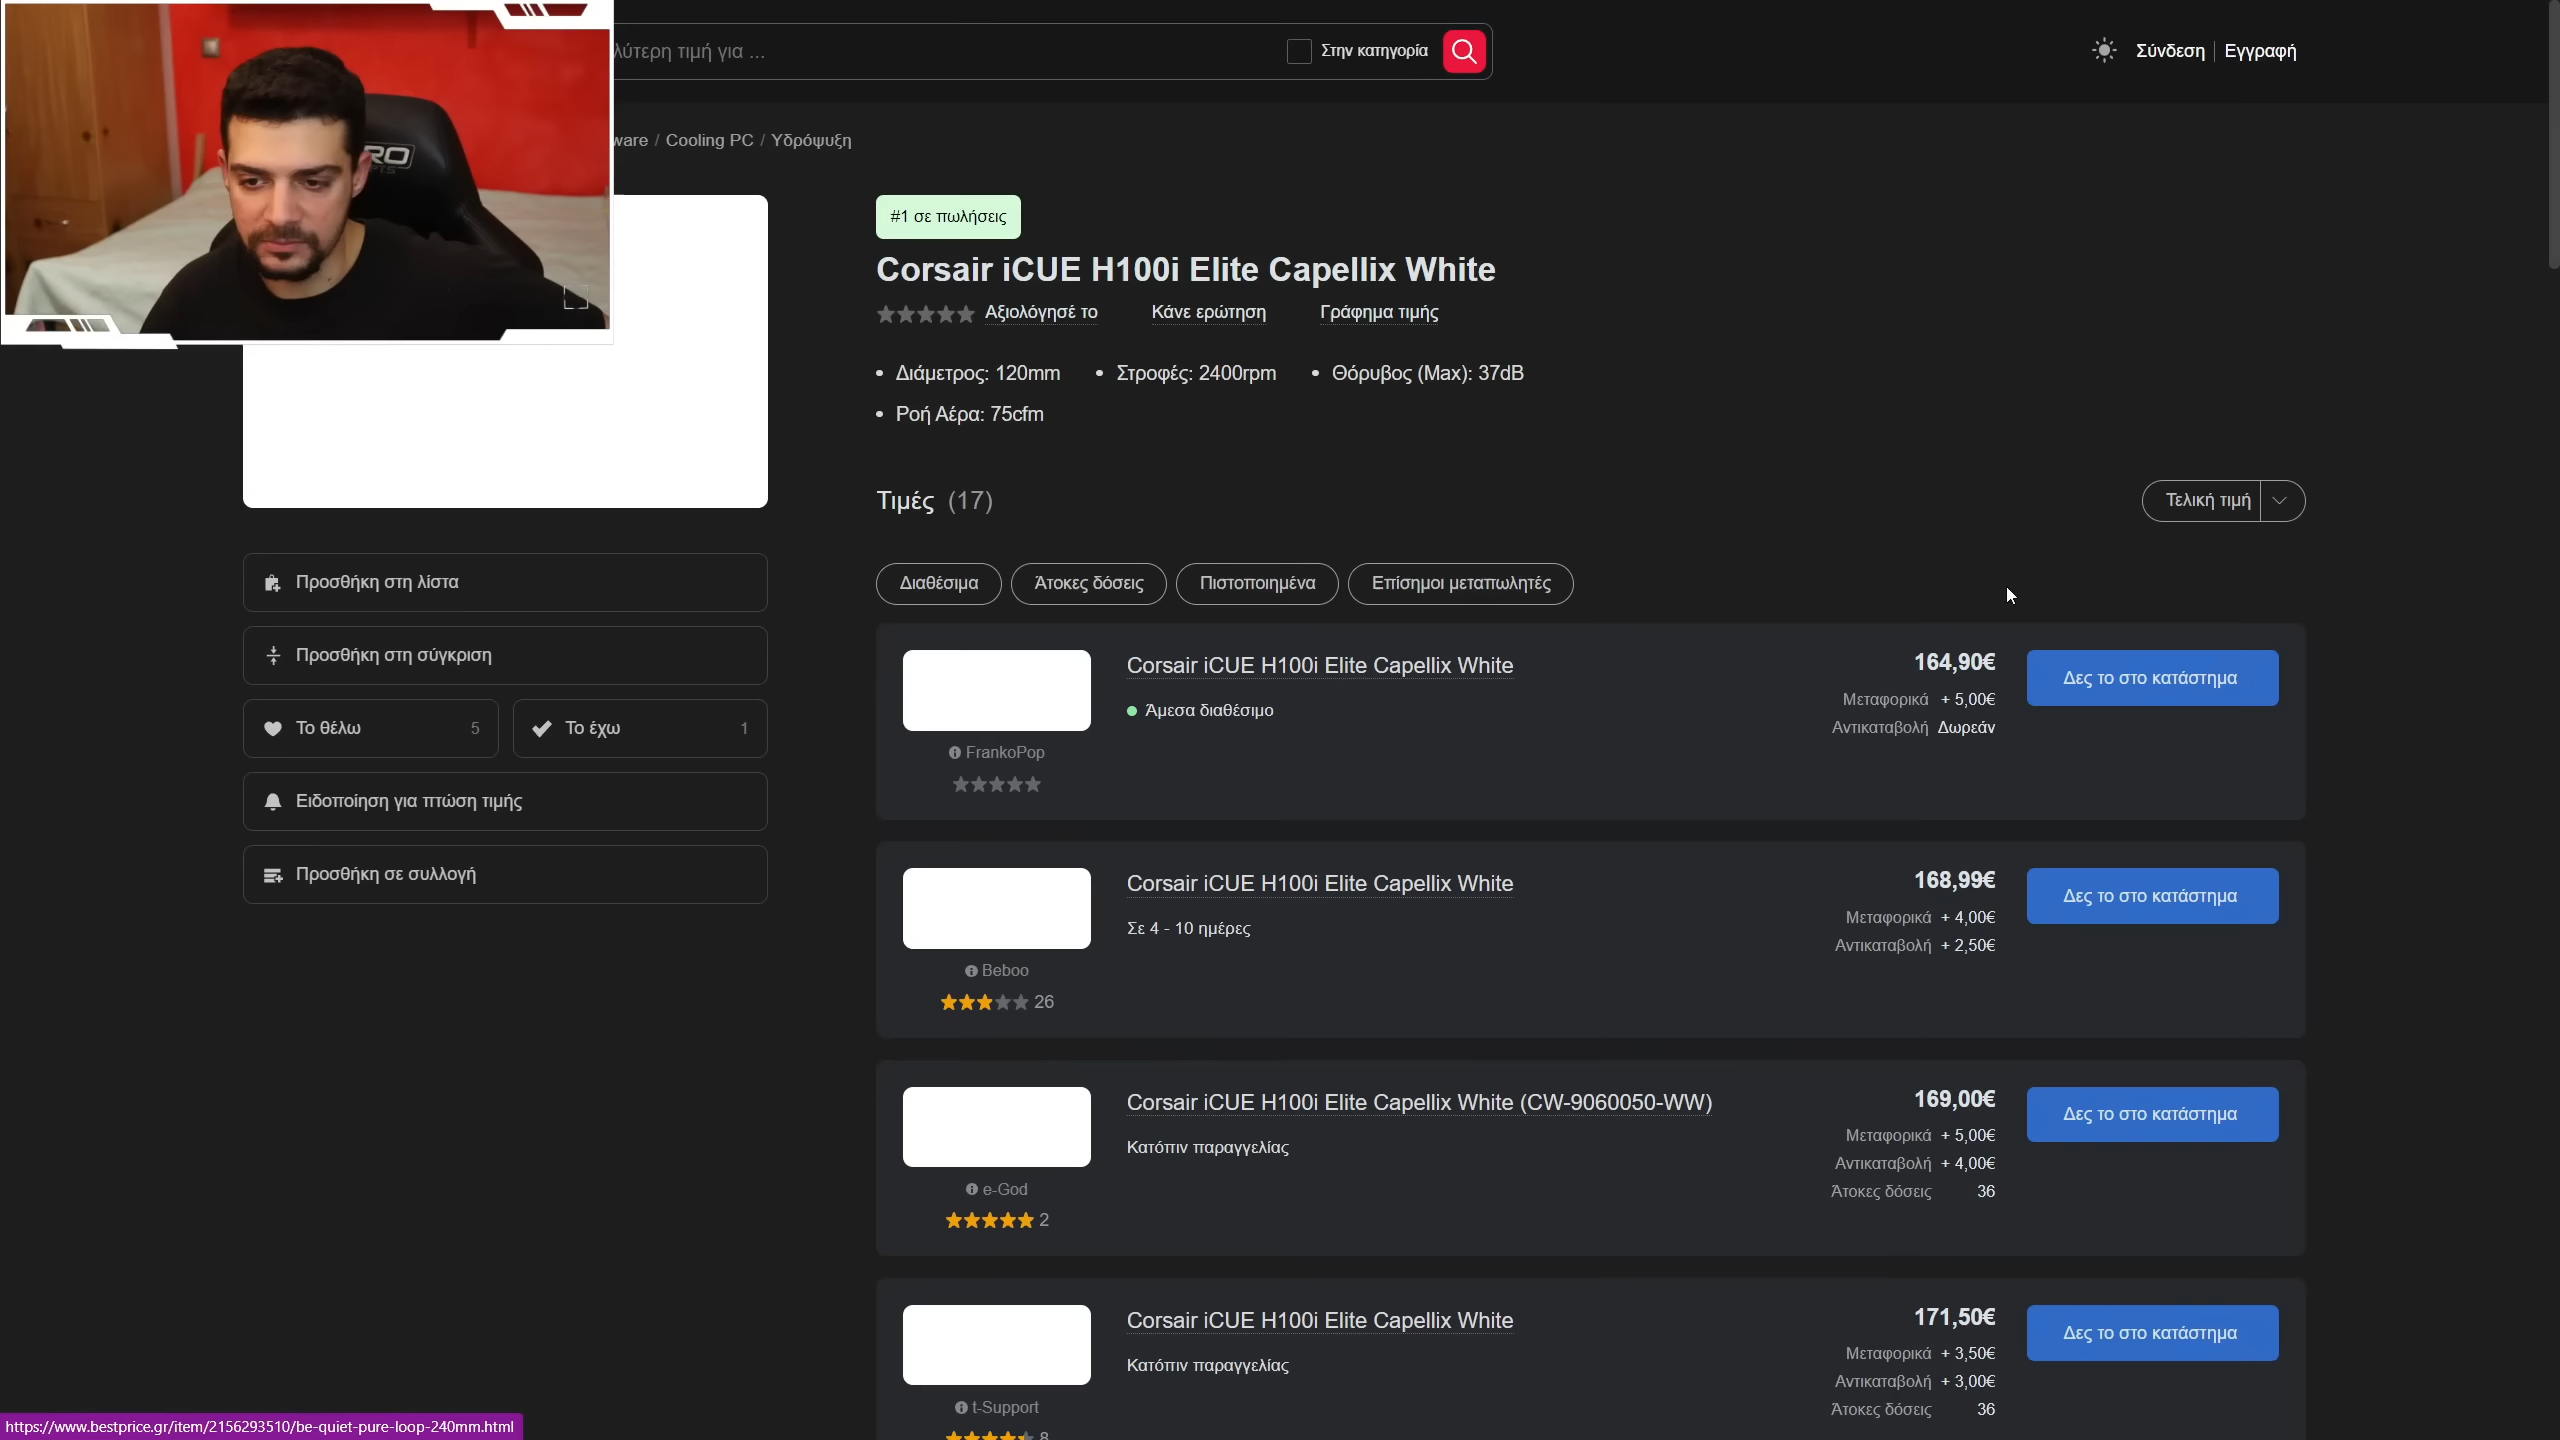 λύτερη τιμή για ...
Στην κατηγορία
Σύνδεση
Εγγραφή
ware / Cooling PC / Υδρόψυξη
#1 σε πωλήσεις
Corsair iCUE H100i Elite Capellix White
Αξιολόγησέ το
Κάνε ερώτηση
Γράφημα τιμής
• Διάμετρος: 120mm
• Στροφές: 2400rpm
• Θόρυβος (Max): 37dB
• Ροή Αέρα: 75cfm
Τιμές (17)
Τελική τιμή
Διαθέσιμα
Άτοκες δόσεις
Πιστοποιημένα
Επίσημοι μεταπωλητές
Προσθήκη στη λίστα
Προσθήκη στη σύγκριση
Το θέλω 5
Το έχω 1
Ειδοποίηση για πτώση τιμής
Προσθήκη σε συλλογή
FrankoPop
Corsair iCUE H100i Elite Capellix White
Άμεσα διαθέσιμο
164,90€
Μεταφορικά + 5,00€
Αντικαταβολή Δωρεάν
Δες το στο κατάστημα
Beboo
26
Corsair iCUE H100i Elite Capellix White
Σε 4 - 10 ημέρες
168,99€
Μεταφορικά + 4,00€
Αντικαταβολή + 2,50€
Δες το στο κατάστημα
e-God
2
Corsair iCUE H100i Elite Capellix White (CW-9060050-WW)
Κατόπιν παραγγελίας
169,00€
Μεταφορικά + 5,00€
Αντικαταβολή + 4,00€
Άτοκες δόσεις 36
Δες το στο κατάστημα
t-Support
8
Corsair iCUE H100i Elite Capellix White
Κατόπιν παραγγελίας
171,50€
Μεταφορικά + 3,50€
Αντικαταβολή + 3,00€
Άτοκες δόσεις 36
Δες το στο κατάστημα
https://www.bestprice.gr/item/2156293510/be-quiet-pure-loop-240mm.html